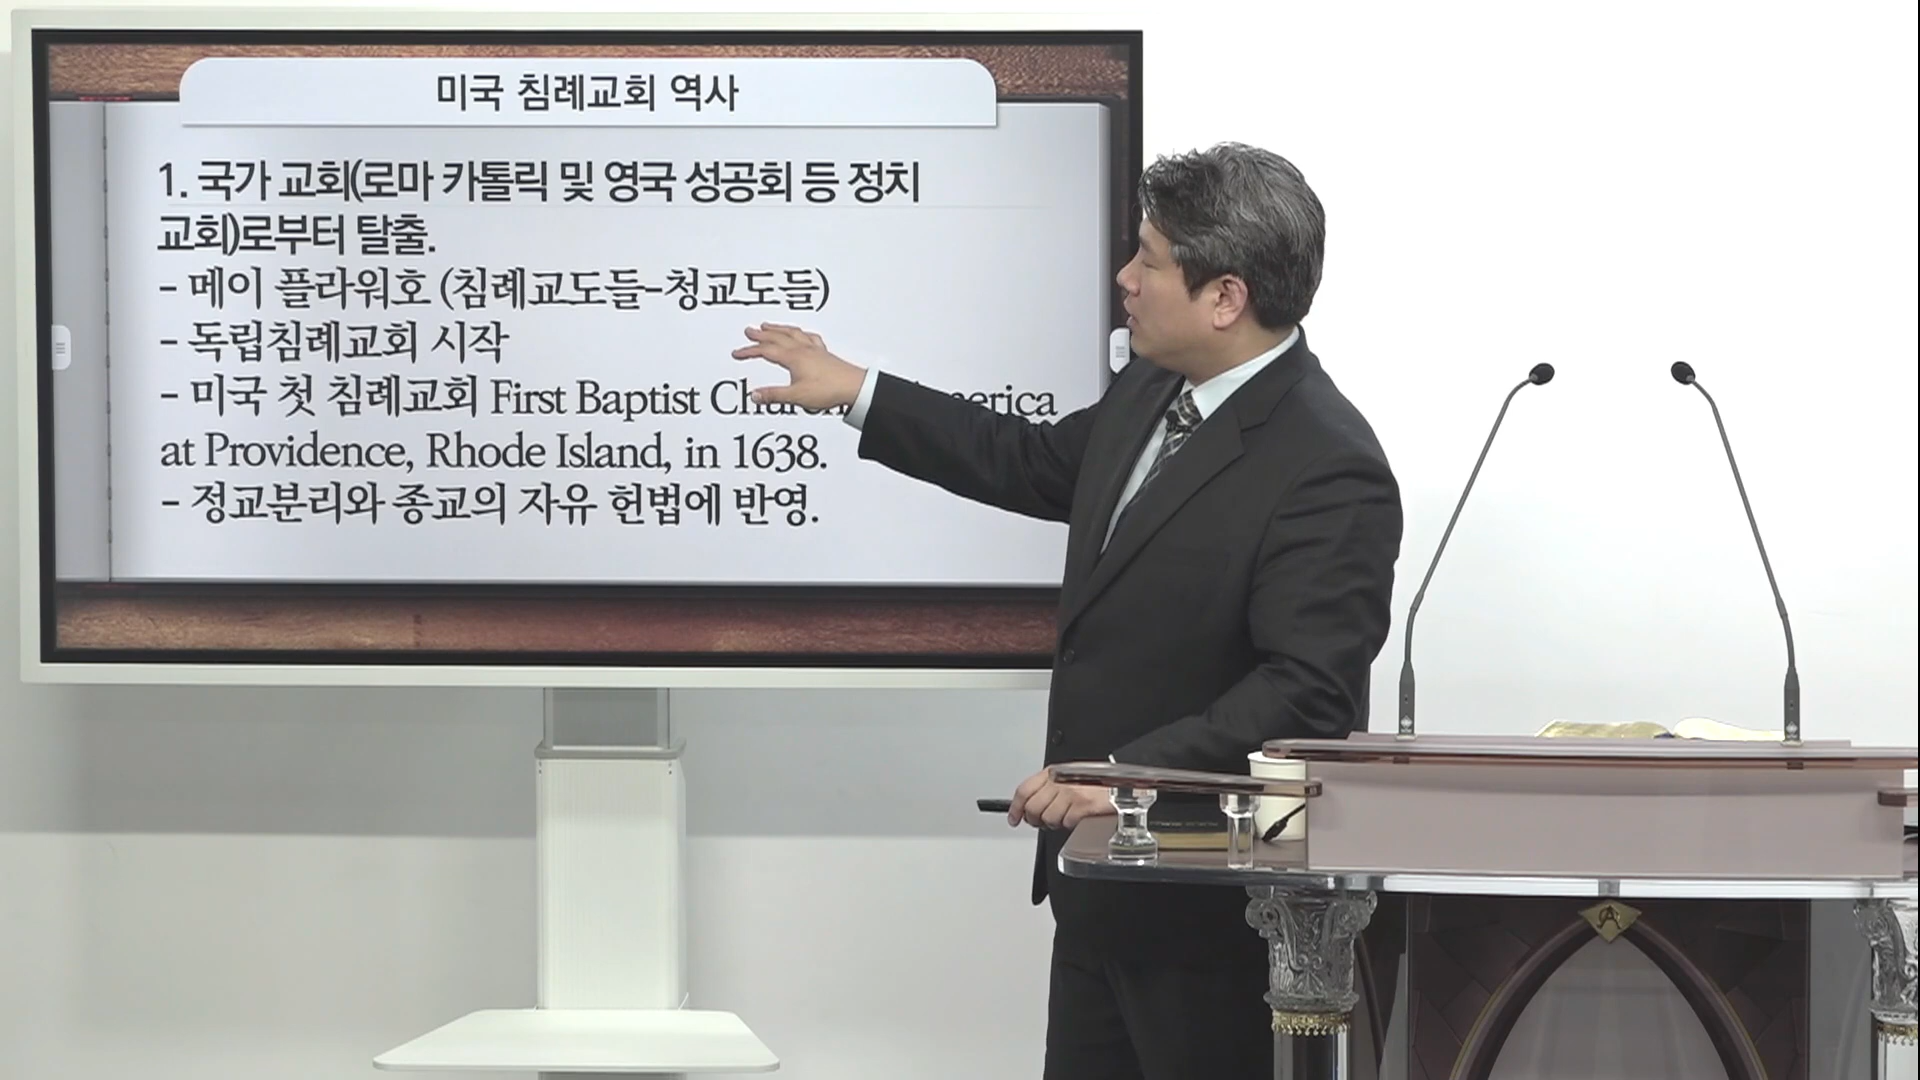 미국 침례교회 역사
1. 국가 교회(로마 카톨릭 및 영국 성공회 등 정치
교회)로부터 탈출.
- 메이 플라워호 (침례교도들-청교도들)
- 독립침례교회 시작
- 미국 첫 침례교회 First Baptist
at Providence, Rhode Island, in 1638.
- 정교분리와 종교의 자유 헌법에 반영.